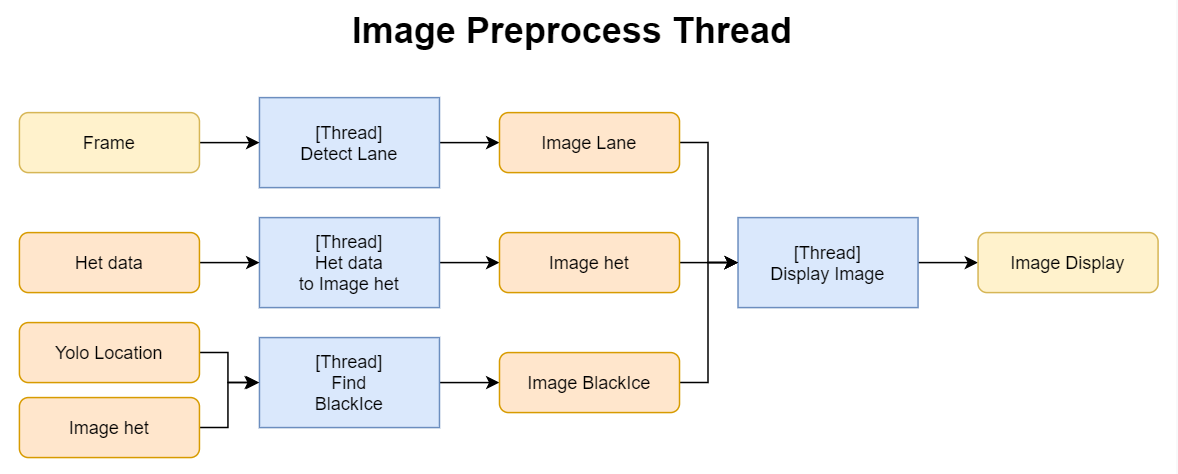 Image Preprocess Thread
Frame
[Thread]
Detect Lane
Image Lane
Het data
[Thread]
Het data
to Image het
Image het
[Thread]
Display Image
Image Display
Yolo Location
Image het
[Thread]
Find
BlackIce
Image BlackIce